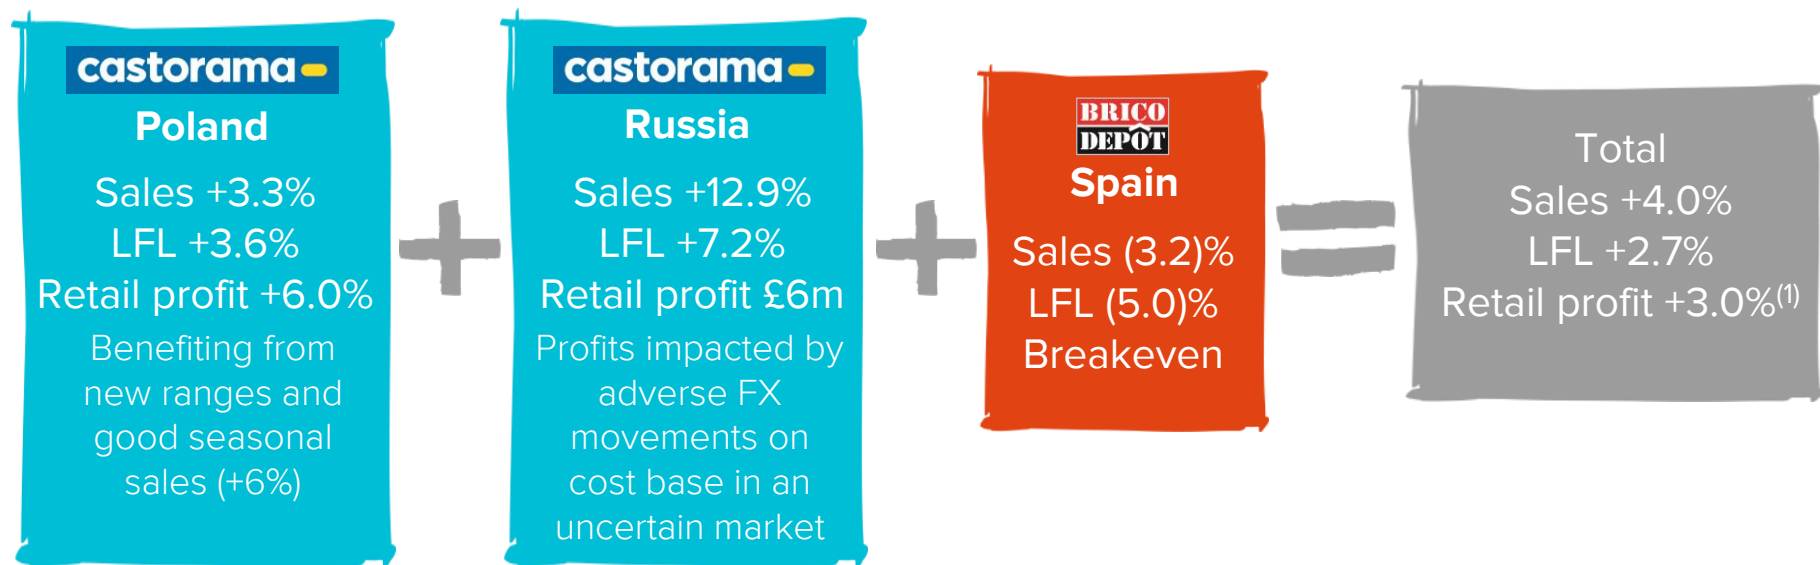 castorama
Poland
Sales +3.3%
LFL +3.6%
Retail profit +6.0%
Benefiting from
new ranges and
good seasonal
sales (+6%)
castorama
Russia
Sales +12.9%
LFL +7.2%
Retail profit £6m
Profits impacted by
adverse FX
movements on
cost base in an
uncertain market
BRICO
DEPÔT
Spain
Sales (3.2)%
LFL (5.0)%
Breakeven
Total
Sales +4.0%
LFL +2.7%
Retail profit +3.0%(1)